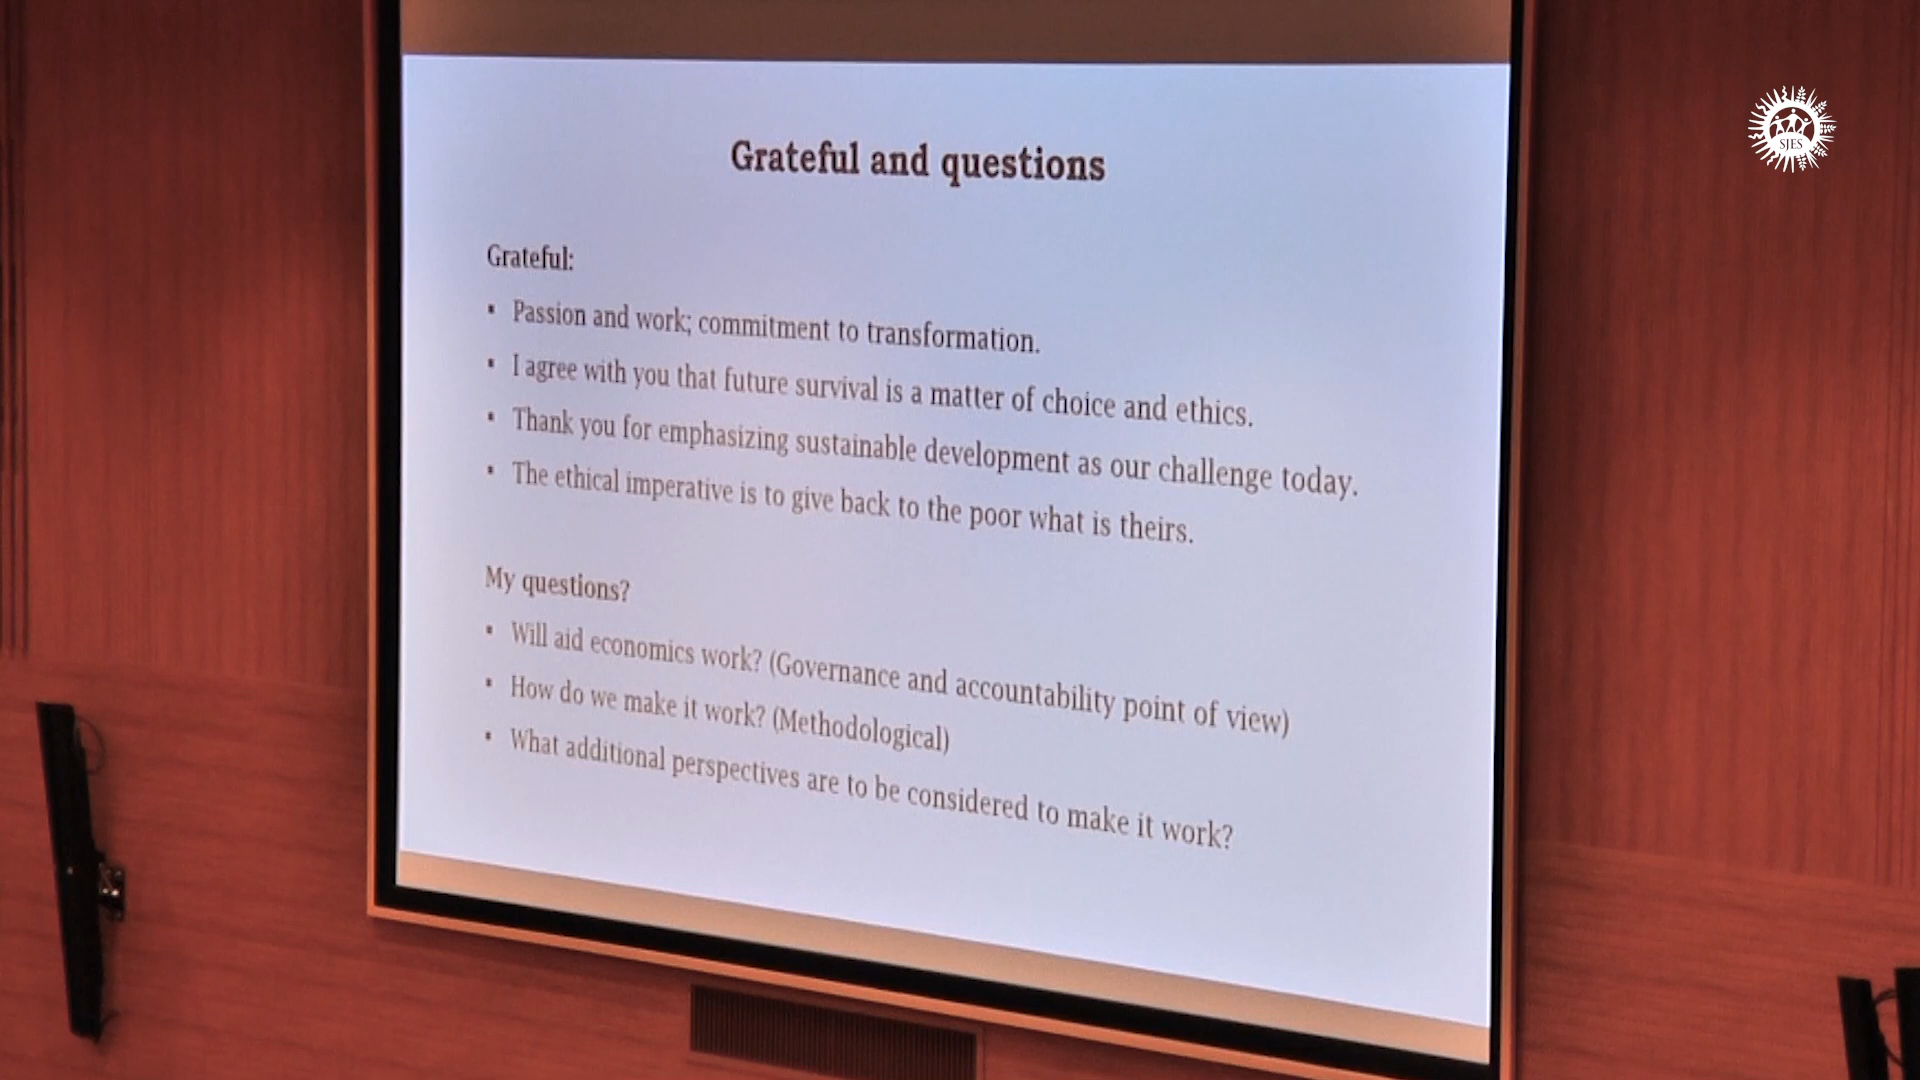 Grateful and questions
SJES
Grateful:
▪ Passion and work; commitment to transformation.
▪ I agree with you that future survival is a matter of choice and ethics.
▪ Thank you for emphasizing sustainable development as our challenge today.
▪ The ethical imperative is to give back to the poor what is theirs.
My questions?
▪ Will aid economics work? (Governance and accountability point of view)
▪ How do we make it work? (Methodological)
▪ What additional perspectives are to be considered to make it work?